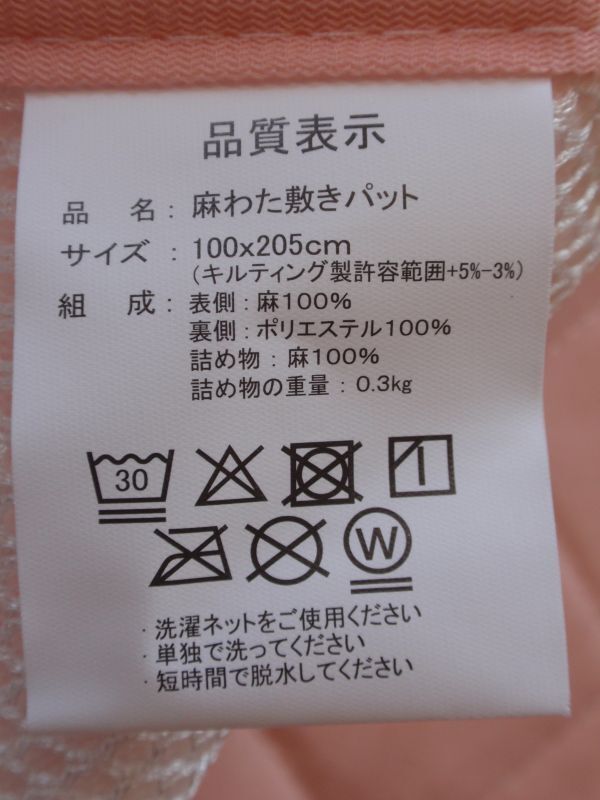 品質表示
品 名：麻わた敷きパット
サイズ：100x205cm
(キルティング製許容範囲+5%-3%)
組 成：表側：麻100%
裏側：ポリエステル100%
詰め物：麻100%
詰め物の重量：0.3kg
30
W
・洗濯ネットをご使用ください
・単独で洗ってください
・短時間で脱水してください